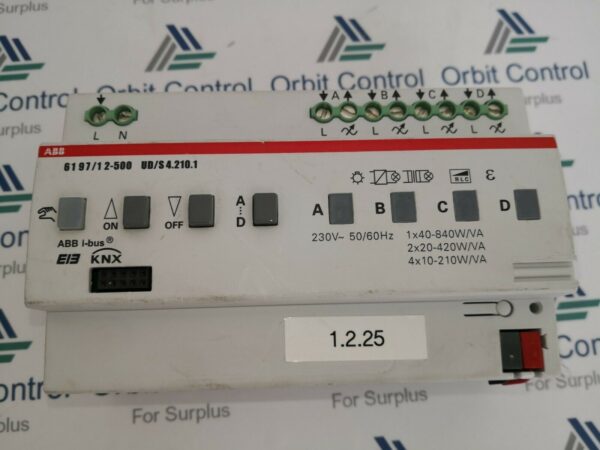 For Surplus
Orbit Control
Orbit Control
A B C D
L N L L L L
ABB
6197/12-500 UD/S 4.210.1
RLC
ON OFF A D A B C D
ABB i-bus®
EIB KNX
230V~ 50/60Hz 1x40-840W/VA
2x20-420W/VA
4x10-210W/VA
1.2.25
Orbit Control
For Surplus
For Surplus
For Surplus